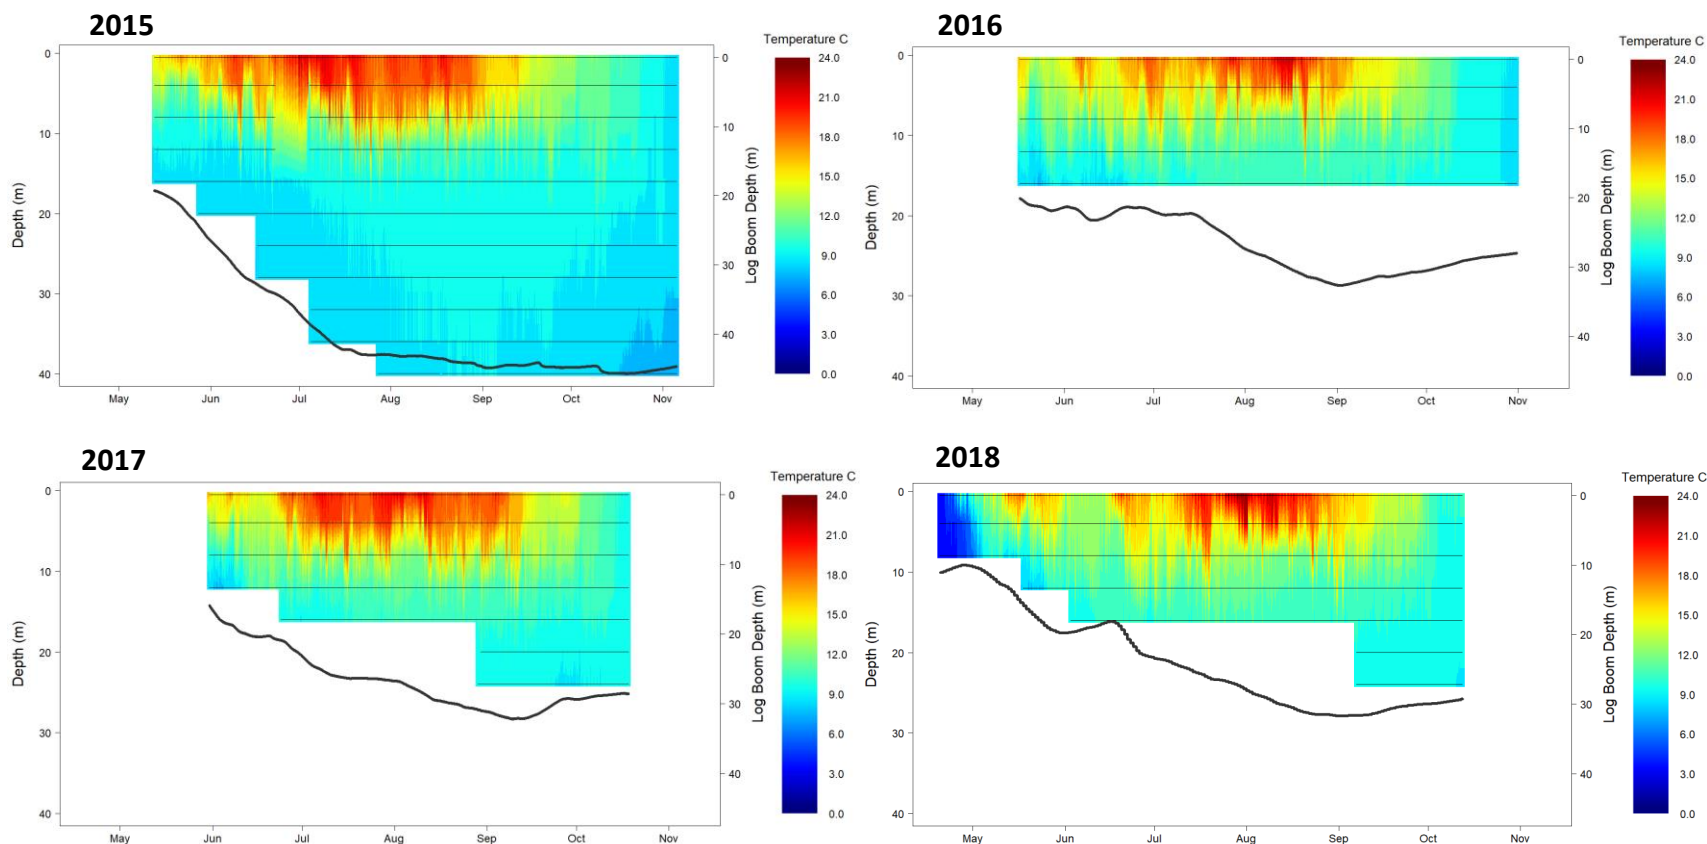 2015
Temperature C
0
10
20
30
40
Depth (m)
May
Jun
Jul
Aug
Sep
Oct
Nov
0
10
20
30
40
Log Boom Depth (m)
24.0
21.0
18.0
15.0
12.0
9.0
6.0
3.0
0.0
2016
Temperature C
0
10
20
30
40
Depth (m)
May
Jun
Jul
Aug
Sep
Oct
Nov
0
10
20
30
40
Log Boom Depth (m)
24.0
21.0
18.0
15.0
12.0
9.0
6.0
3.0
0.0
2017
Temperature C
0
10
20
30
40
Depth (m)
May
Jun
Jul
Aug
Sep
Oct
Nov
0
10
20
30
40
Log Boom Depth (m)
24.0
21.0
18.0
15.0
12.0
9.0
6.0
3.0
0.0
2018
Temperature C
0
10
20
30
40
Depth (m)
May
Jun
Jul
Aug
Sep
Oct
Nov
0
10
20
30
40
Log Boom Depth (m)
24.0
21.0
18.0
15.0
12.0
9.0
6.0
3.0
0.0